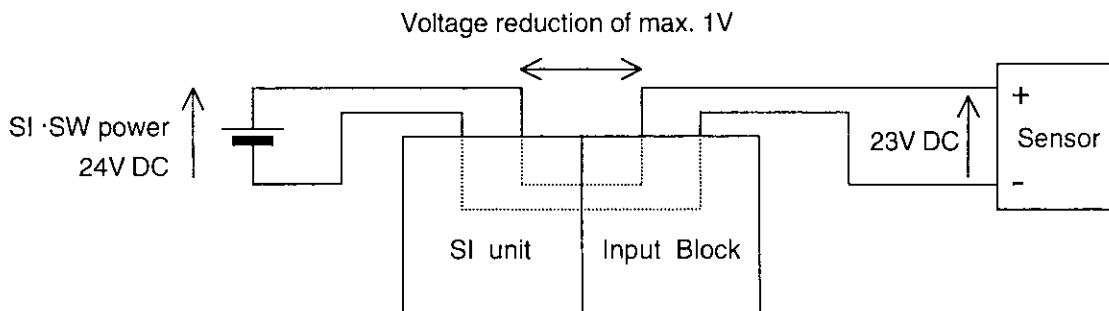 Voltage reduction of max. 1V
SI ·SW power
24V DC
+
23V DC
Sensor
-
SI unit
Input Block